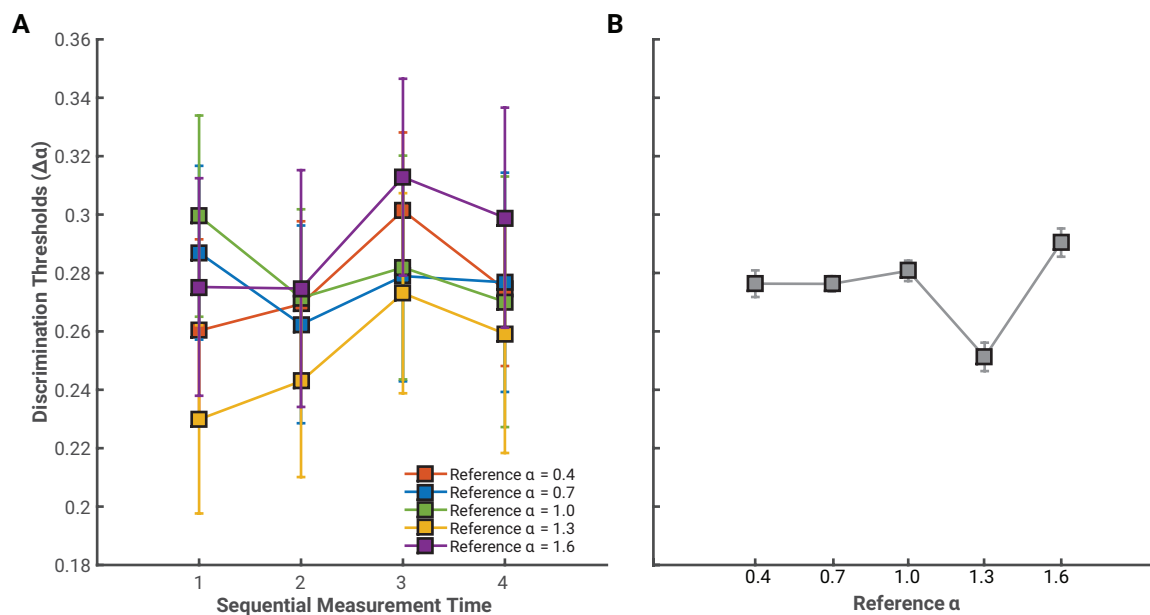 A
B
0.36
0.34
0.32
0.3
0.28
0.26
0.24
0.22
0.2
0.18
Discrimination Thresholds (Δα)
Reference α = 0.4
Reference α = 0.7
Reference α = 1.0
Reference α = 1.3
Reference α = 1.6
1 2 3 4
Sequential Measurement Time
0.4 0.7 1.0 1.3 1.6
Reference α